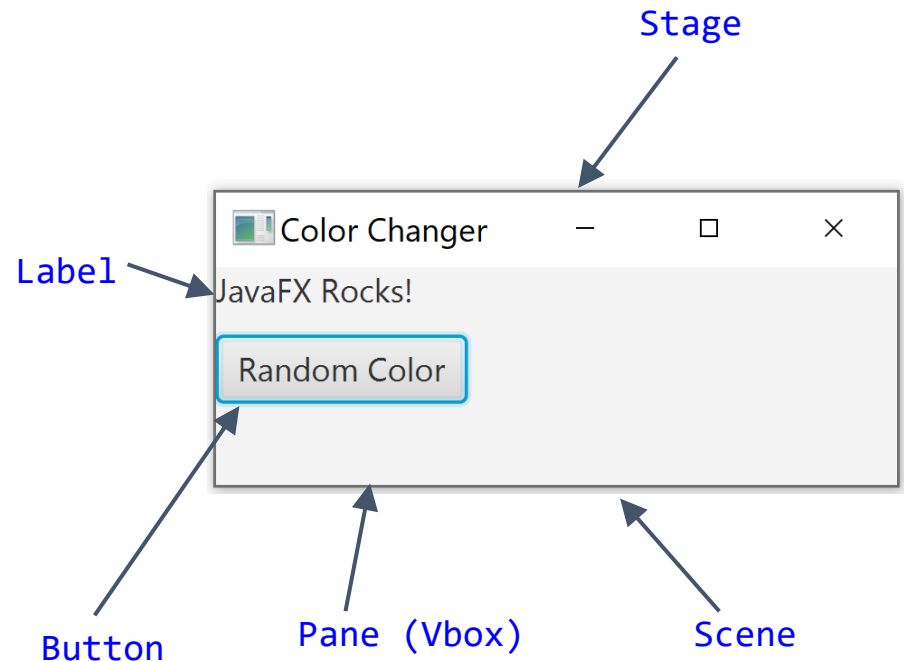 Stage
Color Changer
Label
JavaFX Rocks!
Random Color
Button
Pane (Vbox)
Scene